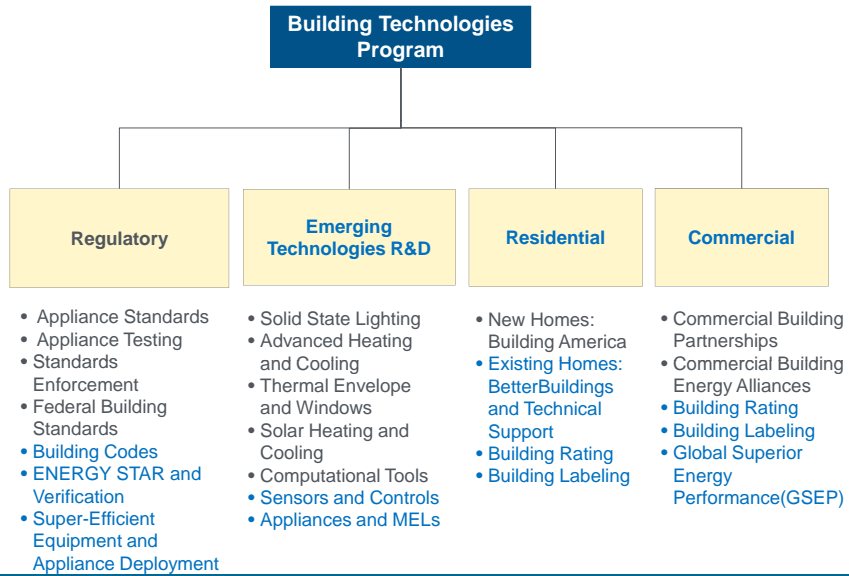 Building Technologies
Program
Regulatory
Emerging
Technologies R&D
Residential
Commercial
• Appliance Standards
• Appliance Testing
• Standards
Enforcement
• Federal Building
Standards
• Building Codes
• ENERGY STAR and
Verification
• Super-Efficient
Equipment and
Appliance Deployment
• Solid State Lighting
• Advanced Heating
and Cooling
• Thermal Envelope
and Windows
• Solar Heating and
Cooling
• Computational Tools
• Sensors and Controls
• Appliances and MELs
• New Homes:
Building America
• Existing Homes:
BetterBuildings
and Technical
Support
• Building Rating
• Building Labeling
• Commercial Building
Partnerships
• Commercial Building
Energy Alliances
• Building Rating
• Building Labeling
• Global Superior
Energy
Performance(GSEP)